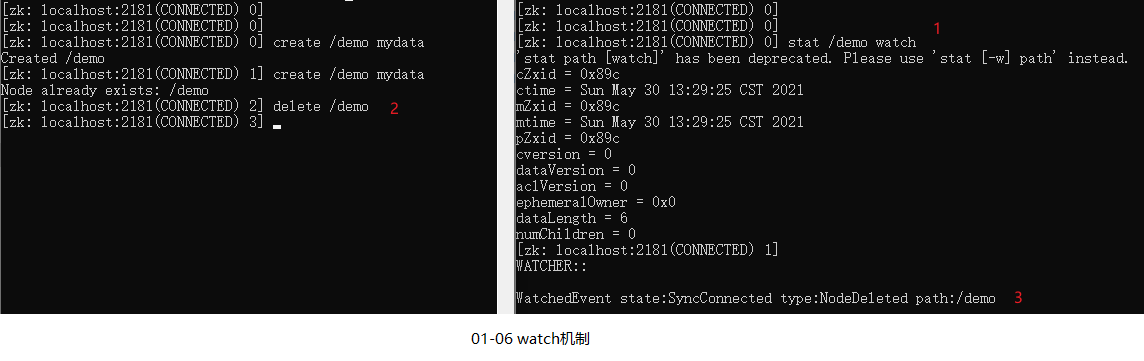 [zk: localhost:2181(CONNECTED) 0]
[zk: localhost:2181(CONNECTED) 0]
[zk: localhost:2181(CONNECTED) 0] create /demo mydata
Created /demo
[zk: localhost:2181(CONNECTED) 1] create /demo mydata
Node already exists: /demo
[zk: localhost:2181(CONNECTED) 2] delete /demo 2
[zk: localhost:2181(CONNECTED) 3]
[zk: localhost:2181(CONNECTED) 0]
[zk: localhost:2181(CONNECTED) 0]
1
[zk: localhost:2181(CONNECTED) 0] stat /demo watch
'stat path [watch]' has been deprecated. Please use 'stat [-w] path' instead.
cZxid = 0x89c
ctime = Sun May 30 13:29:25 CST 2021
mZxid = 0x89c
mtime = Sun May 30 13:29:25 CST 2021
pZxid = 0x89c
cversion = 0
dataVersion = 0
aclVersion = 0
ephemeralOwner = 0x0
dataLength = 6
numChildren = 0
[zk: localhost:2181(CONNECTED) 1]
WATCHER::
WatchedEvent state:SyncConnected type:NodeDeleted path:/demo 3
01-06 watch机制